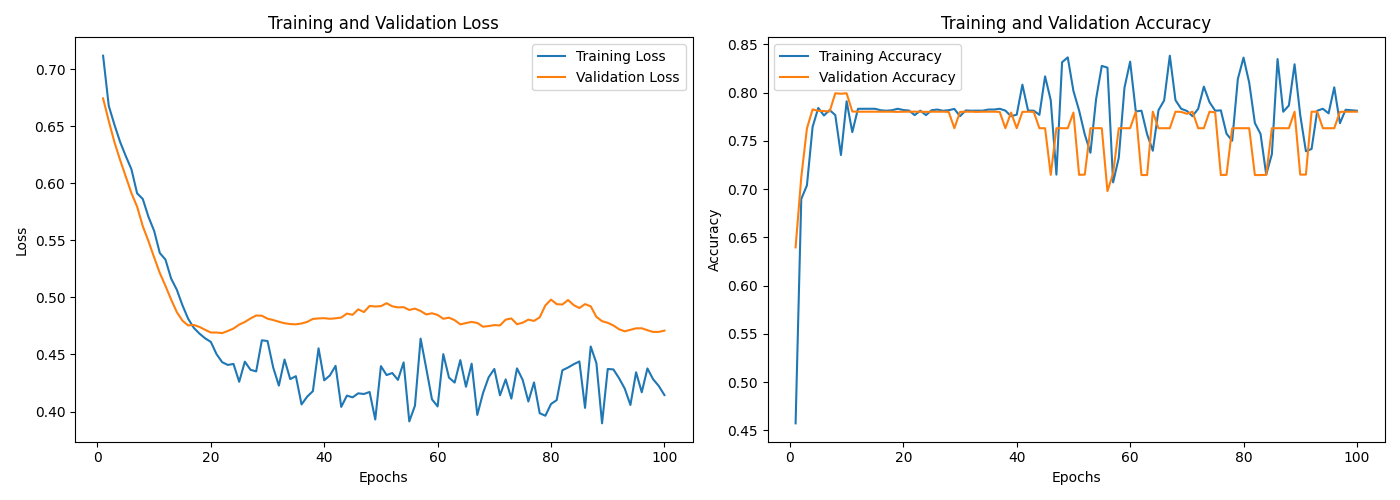 Training and Validation Loss
Training Loss
Validation Loss
0.70
0.65
0.60
0.55
0.50
0.45
0.40
Loss
0
20
40
60
80
100
Epochs
Training and Validation Accuracy
Training Accuracy
Validation Accuracy
0.85
0.80
0.75
0.70
0.65
0.60
0.55
0.50
0.45
Accuracy
0
20
40
60
80
100
Epochs